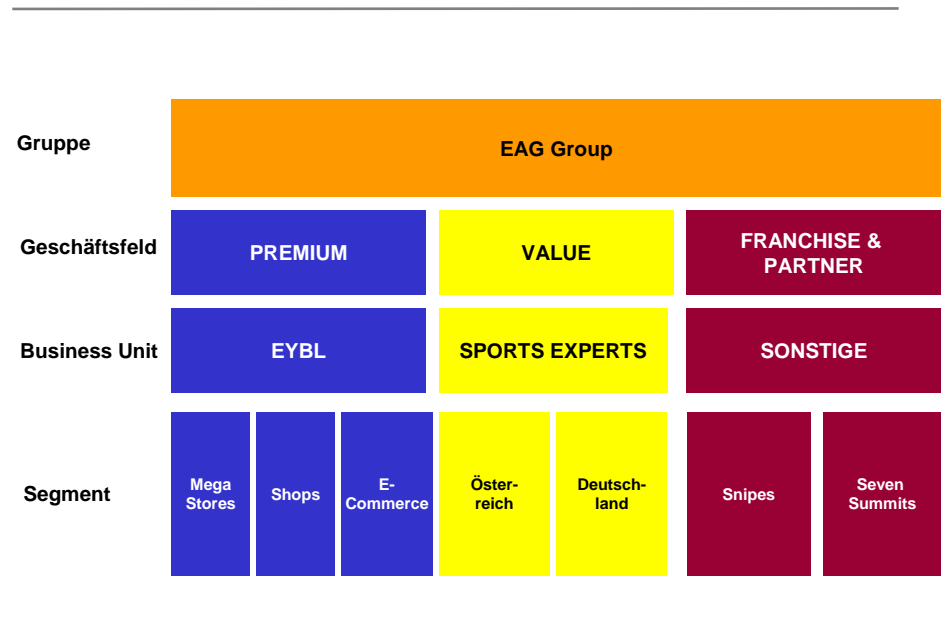 Gruppe
EAG Group
Geschäftsfeld
PREMIUM
VALUE
FRANCHISE &
PARTNER
Business Unit
EYBL
SPORTS EXPERTS
SONSTIGE
Segment
Mega
Stores
Shops
E-
Commerce
Öster-
reich
Deutsch-
land
Snipes
Seven
Summits